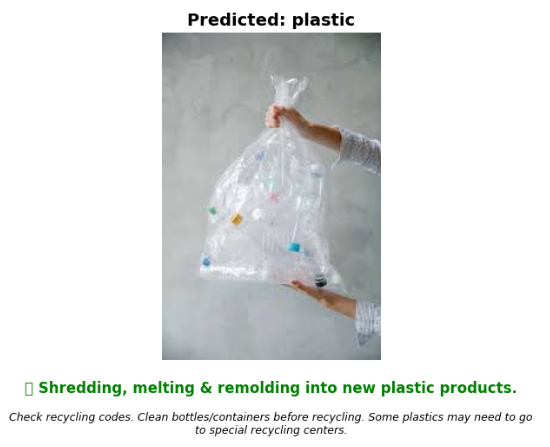 Predicted: plastic
Shredding, melting & remolding into new plastic products.
Check recycling codes. Clean bottles/containers before recycling. Some plastics may need to go
to special recycling centers.